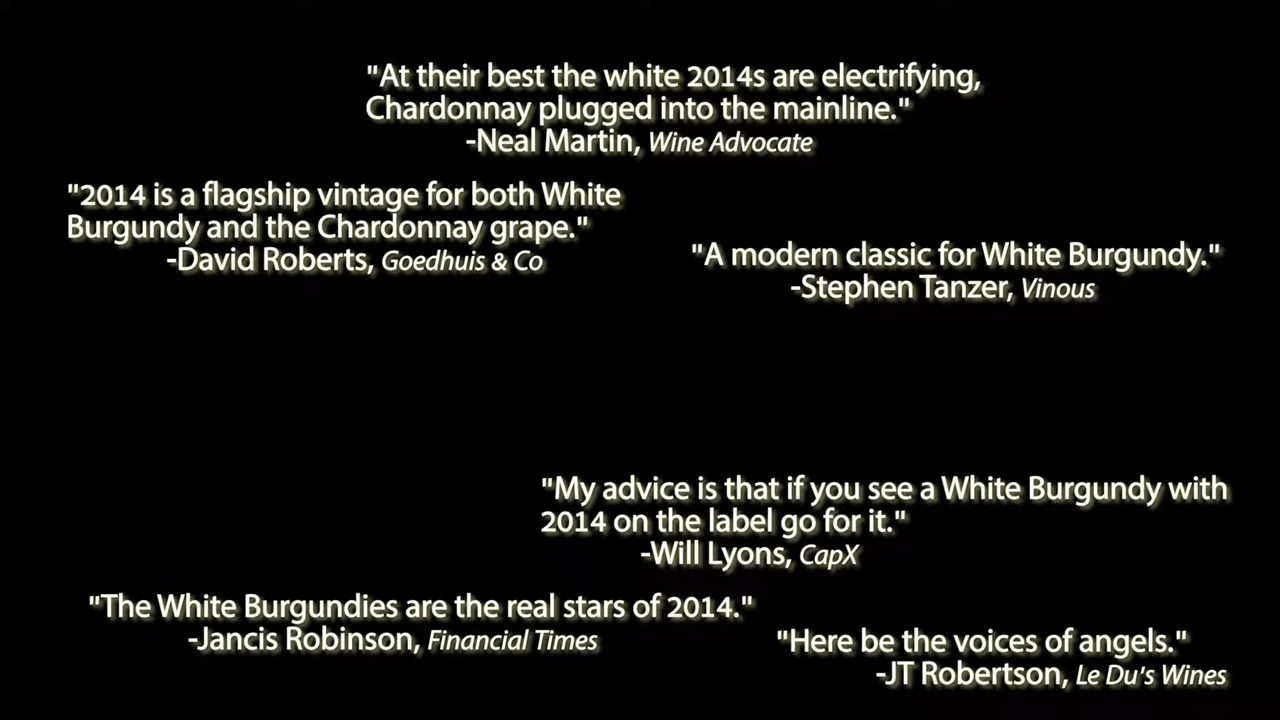 "At their best the white 2014s are electrifying,
Chardonnay plugged into the mainline."
-Neal Martin, Wine Advocate
"2014 is a flagship vintage for both White
Burgundy and the Chardonnay grape."
-David Roberts, Goedhuis & Co
"A modern classic for White Burgundy."
-Stephen Tanzer, Vinous
"My advice is that if you see a White Burgundy with
2014 on the label go for it."
-Will Lyons, CapX
"The White Burgundies are the real stars of 2014."
-Jancis Robinson, Financial Times
"Here be the voices of angels."
-JT Robertson, Le Du's Wines